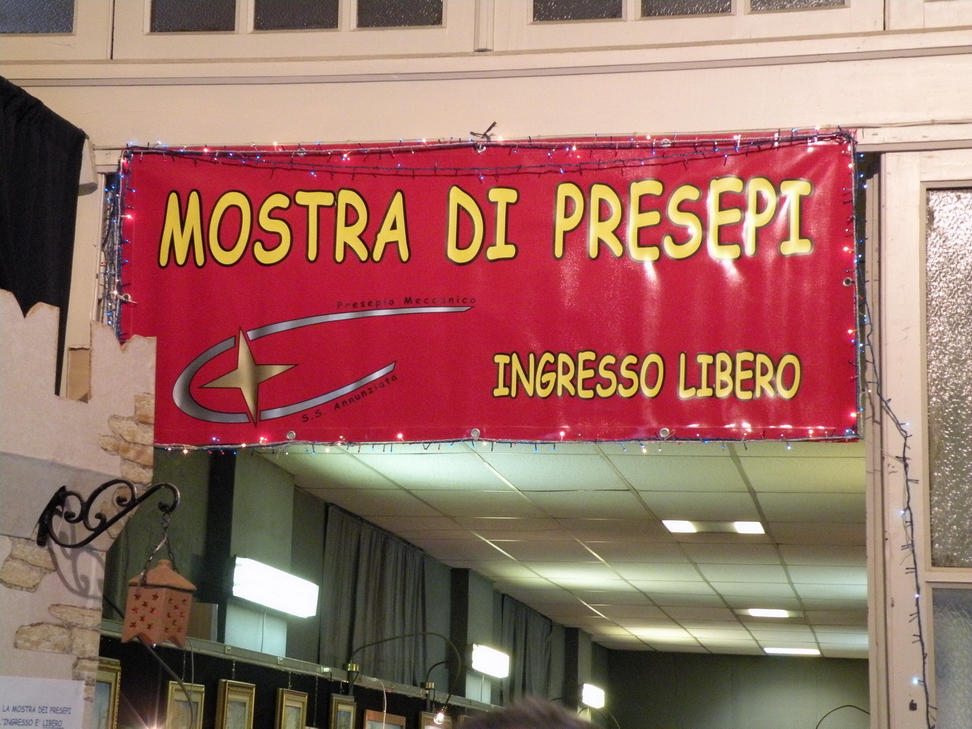 MOSTRA DI PRESEPI
Presepio Meccanico
S.S. Annunziata
INGRESSO LIBERO
LA MOSTRA DEI PRESEPI
L'INGRESSO E' LIBERO